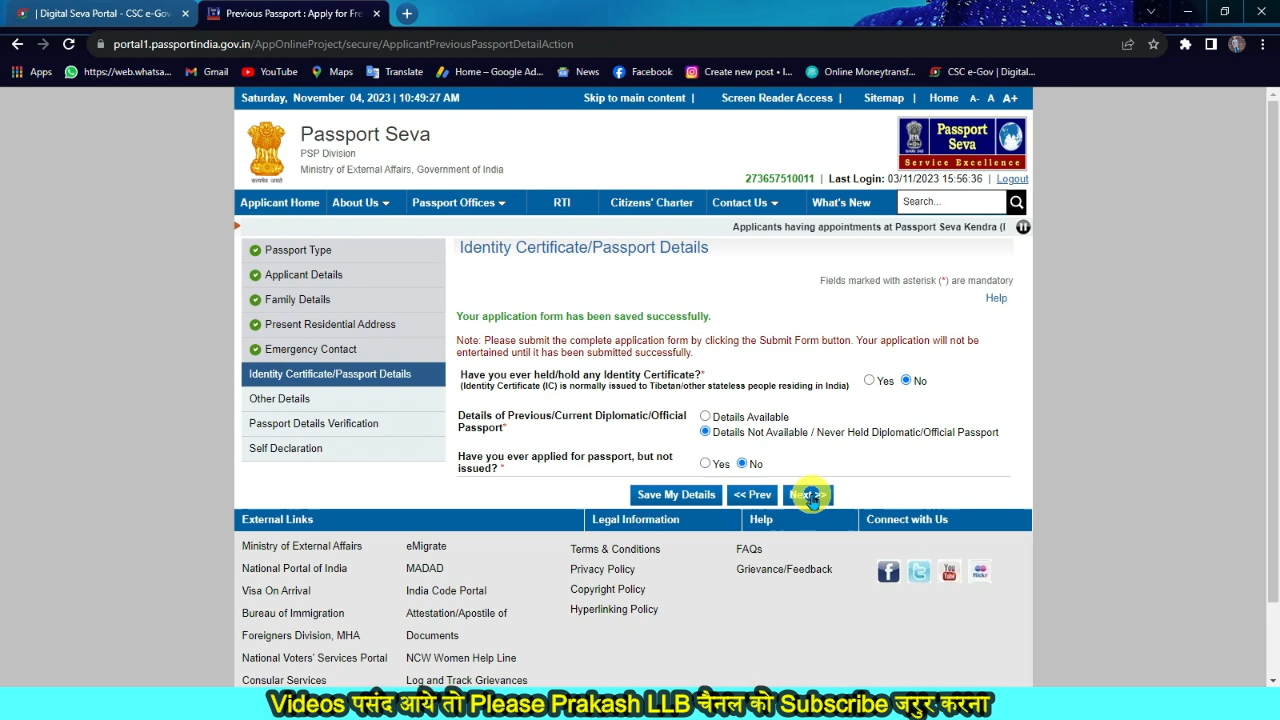 | Digital Seva Portal - CSC e-Gov
Previous Passport : Apply for Fre
portal1.passportindia.gov.in/AppOnlineProject/secure/ApplicantPreviousPassportDetailAction
Apps
https://web.whatsa...
Gmail
YouTube
Maps
Translate
Home – Google Ad...
News
Facebook
Create new post • I...
Online Moneytransf...
CSC e-Gov | Digital...
Saturday, November 04, 2023 | 10:49:27 AM
Skip to main content |
Screen Reader Access |
Sitemap |
Home
A-
A
A+
Passport Seva
PSP Division
Ministry of External Affairs, Government of India
Passport
Seva
Service Excellence
273657510011 | Last Login: 03/11/2023 15:56:36 | Logout
Applicant Home
About Us
Passport Offices
RTI
Citizens' Charter
Contact Us
What's New
Search...
Applicants having appointments at Passport Seva Kendra (
Passport Type
Applicant Details
Family Details
Present Residential Address
Emergency Contact
Identity Certificate/Passport Details
Other Details
Passport Details Verification
Self Declaration
Identity Certificate/Passport Details
Fields marked with asterisk (*) are mandatory
Help
Your application form has been saved successfully.
Note: Please submit the complete application form by clicking the Submit Form button. Your application will not be
entertained until it has been submitted successfully.
Have you ever held/hold any Identity Certificate?*
(Identity Certificate (IC) is normally issued to Tibetan/other stateless people residing in India)
Yes No
Details of Previous/Current Diplomatic/Official
Passport*
Details Available
Details Not Available / Never Held Diplomatic/Official Passport
Have you ever applied for passport, but not
issued? *
Yes No
Save My Details
<< Prev
Next >>
External Links
Legal Information
Help
Connect with Us
Ministry of External Affairs
National Portal of India
Visa On Arrival
Bureau of Immigration
Foreigners Division, MHA
National Voters' Services Portal
Consular Services
eMigrate
MADAD
India Code Portal
Attestation/Apostle of
Documents
NCW Women Help Line
Log and Track Grievances
Terms & Conditions
Privacy Policy
Copyright Policy
Hyperlinking Policy
FAQs
Grievance/Feedback
You
flickr
Videos पसंद आये तो Please Prakash LLB चैनल को Subscribe जरुर करना